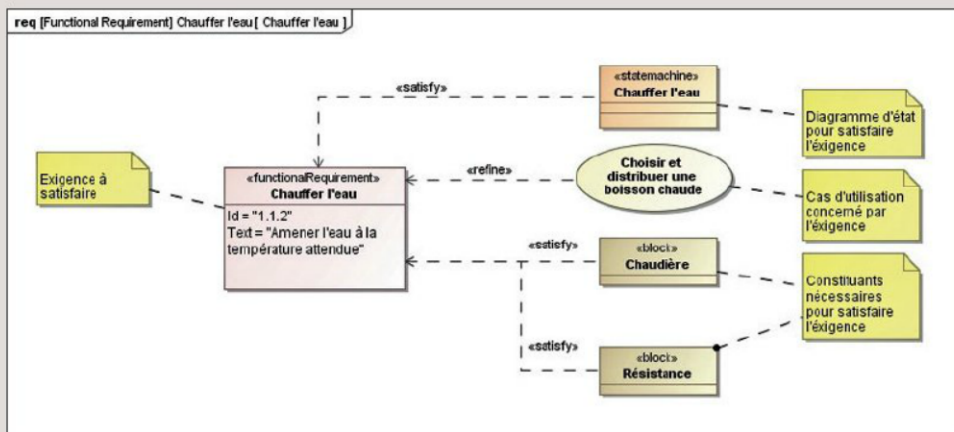 req [Functional Requirement] Chauffer l'eau [ Chauffer l'eau ]
«satisfy»
«statemachine»
Chauffer l'eau
Diagramme d'état
pour satisfaire
l'éxigence
Exigence à
satisfaire
«functionalRequirement»
Chauffer l'eau
Id = "1.1.2"
Text = "Amener l'eau à la
température attendue"
«refine»
Choisir et
distribuer une
boisson chaude
Cas d'utilisation
concerné par
l'éxigence
«satisfy»
«block»
Chaudière
Constituants
nécessaires
pour satisfaire
l'éxigence
«satisfy»
«block»
Résistance